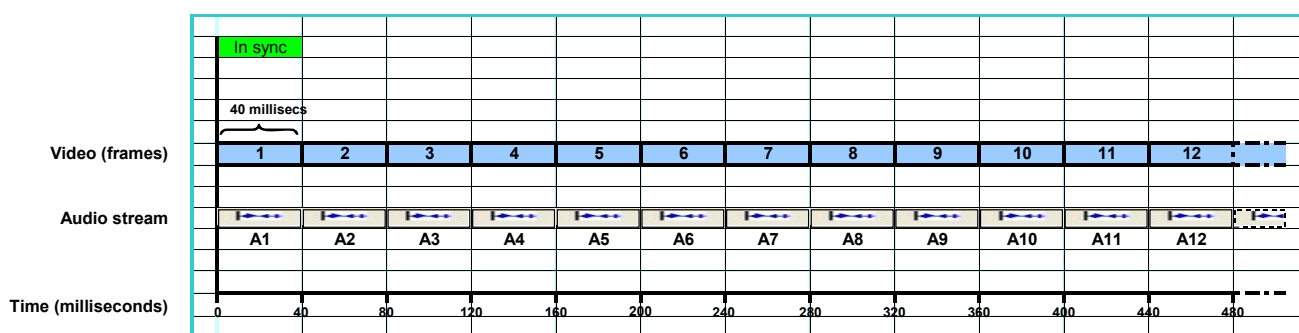 In sync
40 millisecs
Video (frames) 1 2 3 4 5 6 7 8 9 10 11 12
Audio stream
A1 A2 A3 A4 A5 A6 A7 A8 A9 A10 A11 A12
Time (milliseconds) 0 40 80 120 160 200 240 280 320 360 400 440 480